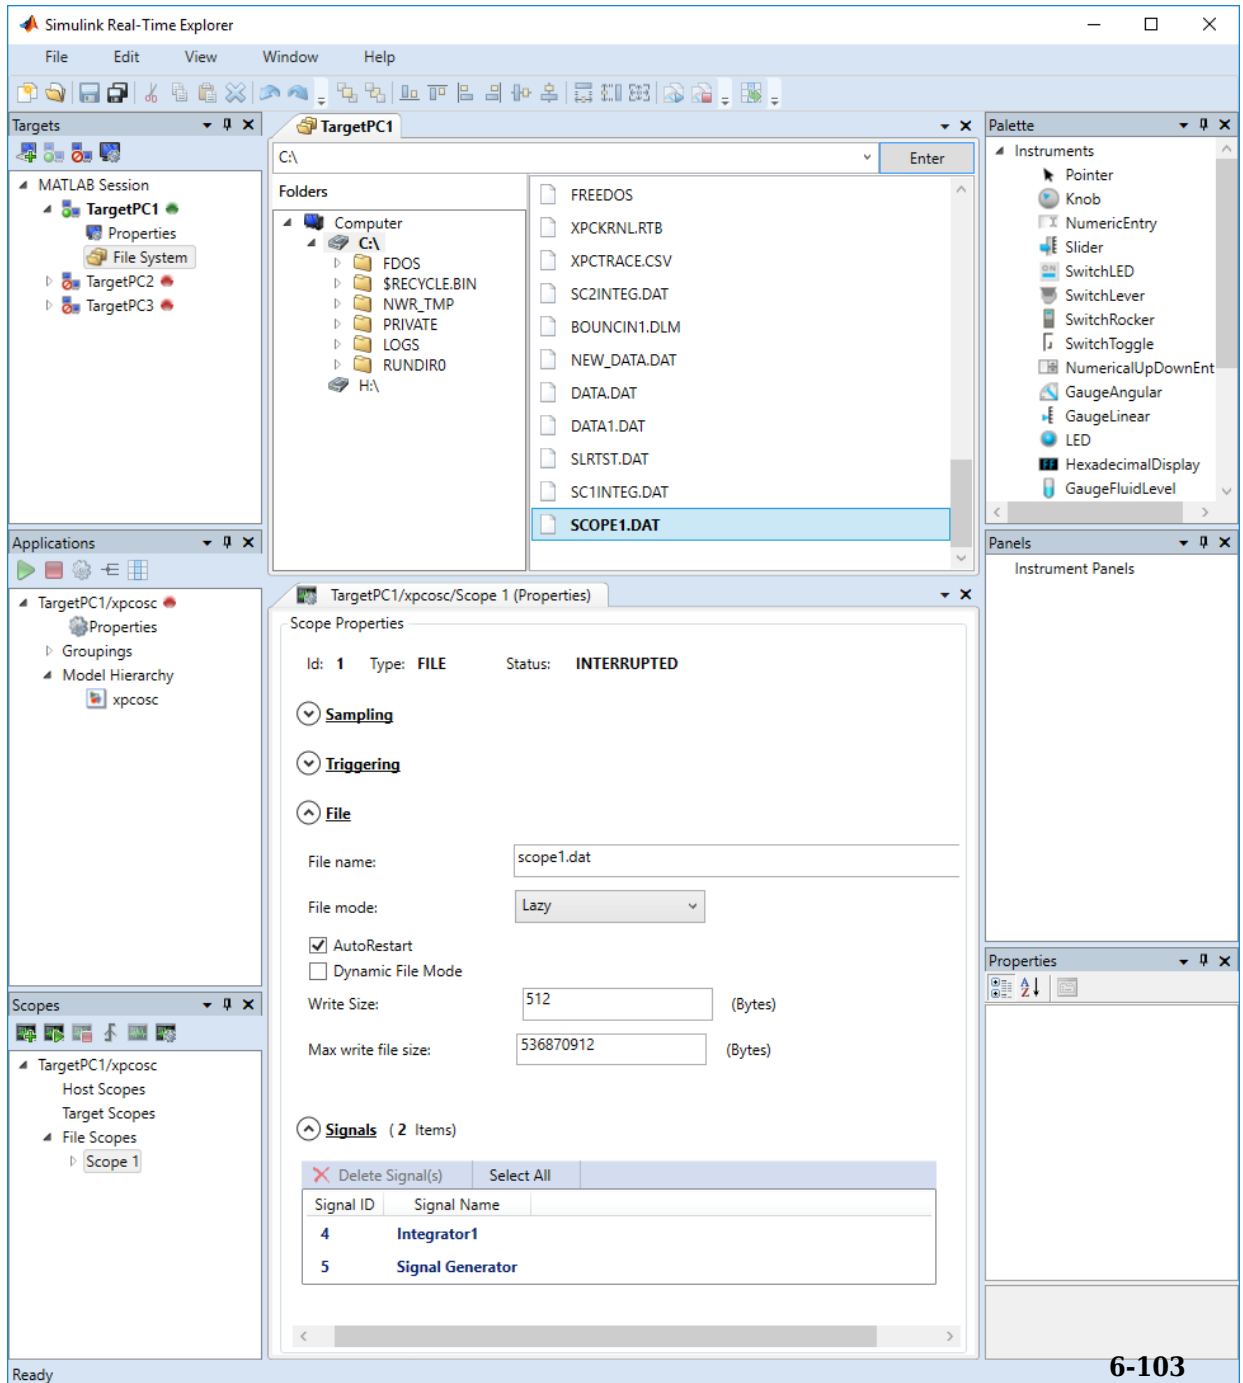 Simulink Real-Time Explorer
File Edit View Window Help
Targets
MATLAB Session
TargetPC1
Properties
File System
TargetPC2
TargetPC3
TargetPC1
C:\
Enter
Folders
Computer
C:\
FDOS
$RECYCLE.BIN
NWR_TMP
PRIVATE
LOGS
RUNDIR0
H:\
FREEDOS
XPCKRNL.RTB
XPCTRACE.CSV
SC2INTEG.DAT
BOUNCIN1.DLM
NEW_DATA.DAT
DATA.DAT
DATA1.DAT
SLRTST.DAT
SC1INTEG.DAT
SCOPE1.DAT
Palette
Instruments
Pointer
Knob
NumericEntry
Slider
SwitchLED
SwitchLever
SwitchRocker
SwitchToggle
NumericalUpDownEnt
GaugeAngular
GaugeLinear
LED
HexadecimalDisplay
GaugeFluidLevel
Applications
TargetPC1/xpcosc
Properties
Groupings
Model Hierarchy
xpcosc
TargetPC1/xpcosc/Scope 1 (Properties)
Scope Properties
Id: 1 Type: FILE Status: INTERRUPTED
Sampling
Triggering
File
File name: scope1.dat
File mode: Lazy
AutoRestart
Dynamic File Mode
Write Size: 512 (Bytes)
Max write file size: 536870912 (Bytes)
Signals ( 2 Items)
Delete Signal(s) Select All
Signal ID Signal Name
4 Integrator1
5 Signal Generator
Panels
Instrument Panels
Properties
Scopes
TargetPC1/xpcosc
Host Scopes
Target Scopes
File Scopes
Scope 1
Ready
6-103